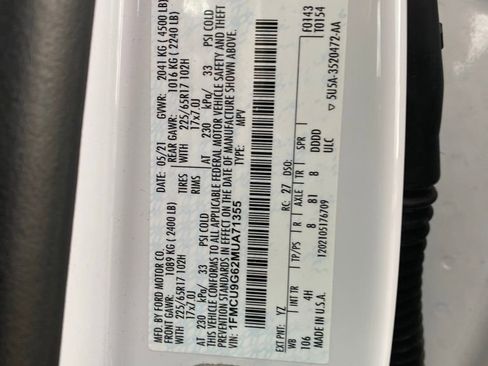 MFD. BY FORD MOTOR CO.
DATE: 05/21 GVWR: 2041 KG ( 4500 LB)
FRONT GAWR: 1089 KG ( 2400 LB) REAR GAWR: 1016 KG ( 2240 LB)
WITH 225/65R17 102H TIRES WITH 225/65R17 102H
17x7.0J RIMS 17x7.0J
AT 230 kPa/ 33 PSI COLD AT 230 kPa/ 33 PSI COLD
THIS VEHICLE CONFORMS TO ALL APPLICABLE FEDERAL MOTOR VEHICLE SAFETY AND THEFT
PREVENTION STANDARDS IN EFFECT ON THE DATE OF MANUFACTURE SHOWN ABOVE.
VIN: 1FMCU9G62MUA71355 TYPE: MPV
F0143
T0154
EXT PNT: YZ RC: 27 DSO:
WB INT TR TP/PS R AXLE TR SPR
106 4H 8 81 8 DDDD
MADE IN U.S.A. ULC
1202105176709
5U5A-3520472-AA